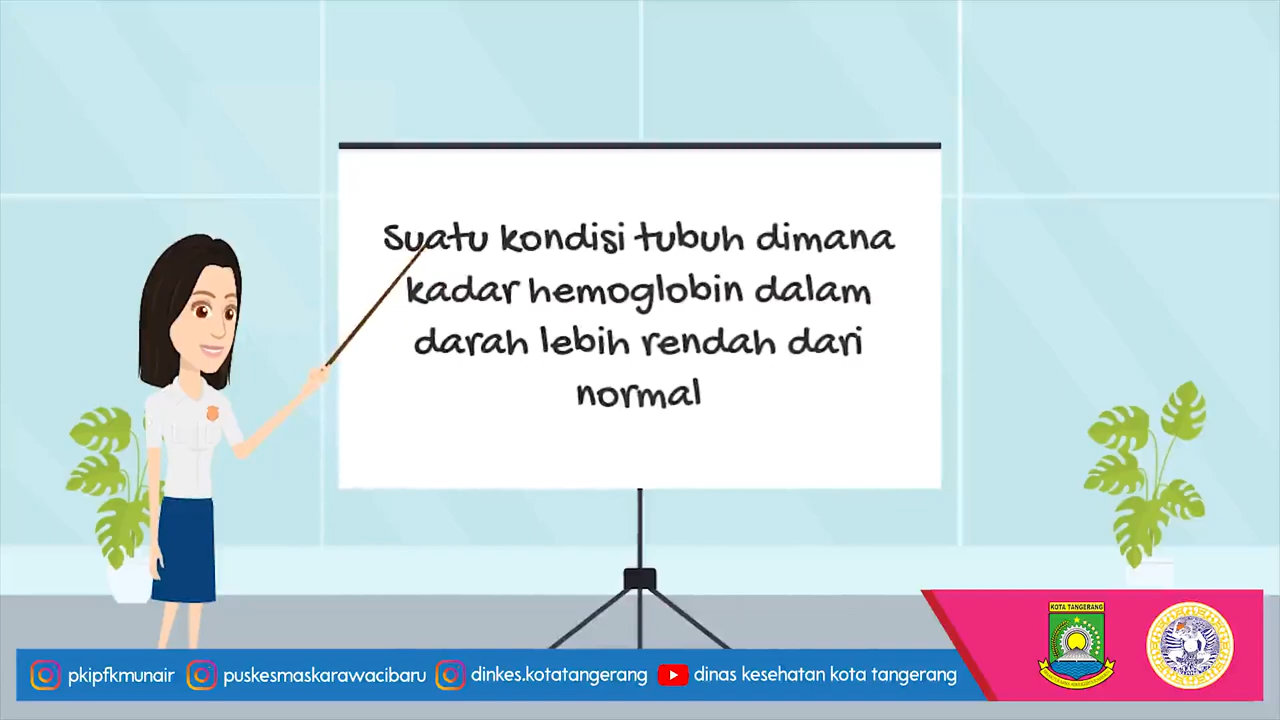 Suatu kondisi tubuh dimana
kadar hemoglobin dalam
darah lebih rendah dari
normal
KOTA TANGERANG
pkipfkmunair puskesmaskarawacibaru dinkes.kotatangerang dinas kesehatan kota tangerang